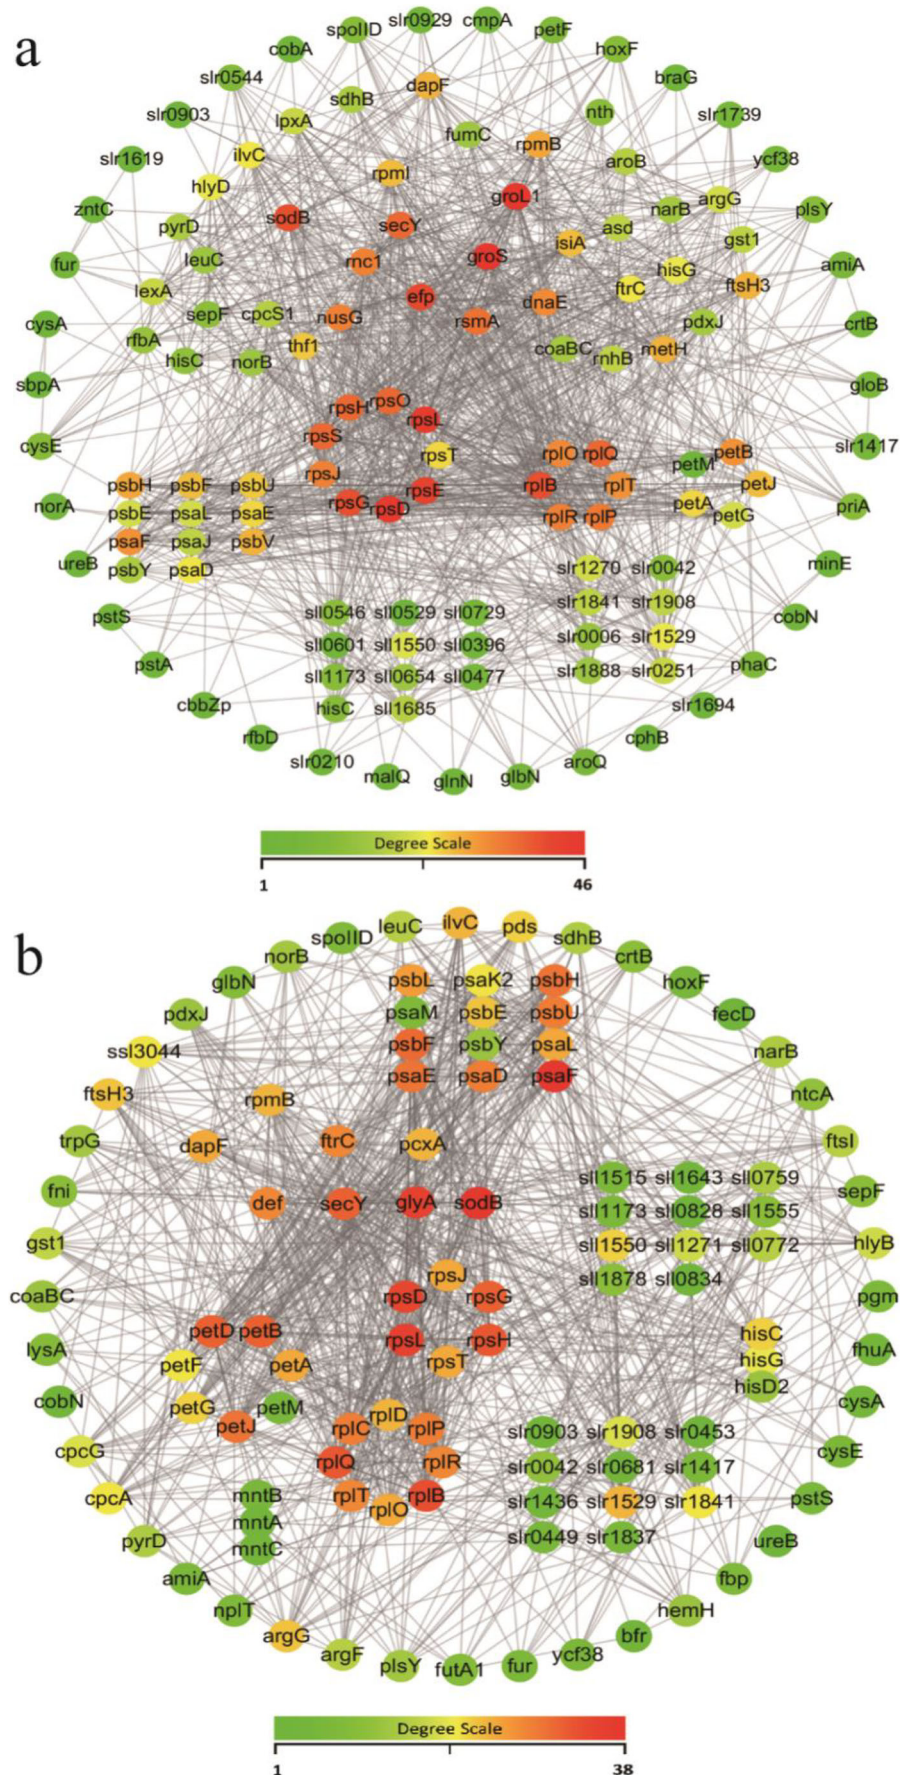 a
slr0929 cmpA
spoIID petF
cobA hoxF
slr0544 dapF braG
sdhB
slr0903 lpxA nth slr1739
fumC rpmB
slr1619 ilvC aroB ycf38
rpmI
hlyD groL1 argG
zntC sodB narB plsY
pyrD secY asd
isiA gst1
fur leuC rnc1 groS hisG amiA
lexA ftrC ftsH3
efp dnaE
cysA sepF cpcS1 nusG rsmA pdxJ crtB
rfbA thf1 coaBC metH
hisC norB rnhB
sbpA gloB
rpsH rpsO
rpsL
cysE rpsS rpsT rplO rplQ petB slr1417
petM
rpsJ
psbH psbF psbU rpsE rplB rplT petJ
norA rpsG rpsD petA priA
psbE psaL psaE rplR rplP petG
psaF psaJ psbV
ureB psbY psaD slr1270 slr0042 minE
slr1841 slr1908
pstS sll0546 sll0529 sll0729 cobN
slr0006 slr1529
sll0601 sll1550 sll0396
pstA slr1888 slr0251 phaC
sll1173 sll0654 sll0477
cbbZp hisC sll1685 slr1694
rfbD cphB
slr0210 aroQ
malQ glnN glbN
Degree Scale
1 46
b
leuC ilvC pds
spoIID sdhB
norB crtB
glbN psbL psaK2 psbH hoxF
pdxJ psaM psbE psbU fecD
ssl3044 psbF psbY psaL narB
psaE psaD psaF
ftsH3 rpmB ntcA
trpG dapF ftrC pcxA ftsI
sll1515 sll1643 sll0759
fni def secY glyA sodB sepF
sll1173 sll0828 sll1555
gst1 sll1550 sll1271 sll0772 hlyB
rpsJ sll1878 sll0834
coaBC rpsD rpsG pgm
petD petB rpsL rpsH hisC
lysA petF petA rpsT hisG fhuA
hisD2
cobN petG petM rplD cysA
petJ rplC rplP slr0903 slr1908 slr0453
cpcG rplQ rplR slr0042 slr0681 slr1417 cysE
cpcA mntB rplT rplO rplB slr1436 slr1529 slr1841 pstS
mntA
pyrD mntC slr0449 slr1837 ureB
amiA fbp
nplT hemH
argG bfr
argF plsY futA1 fur ycf38
Degree Scale
1 38